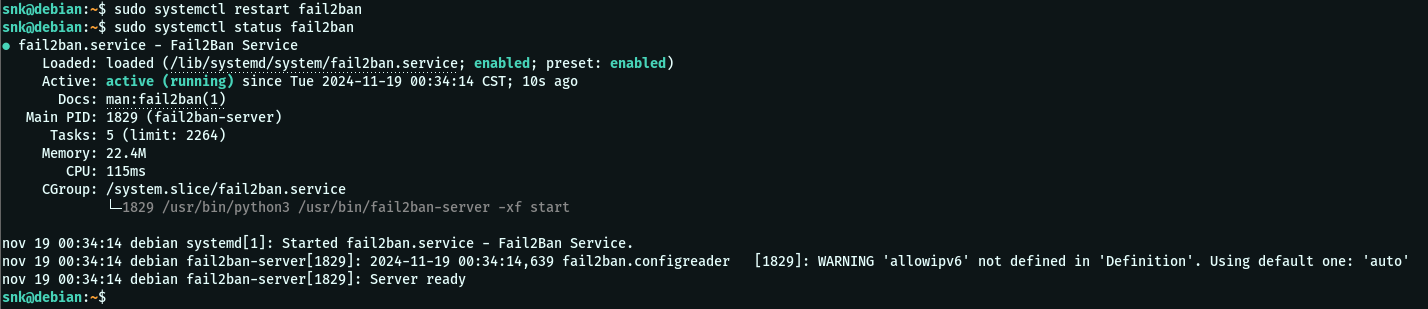 snk@debian:~$ sudo systemctl restart fail2ban
snk@debian:~$ sudo systemctl status fail2ban
● fail2ban.service - Fail2Ban Service
     Loaded: loaded (/lib/systemd/system/fail2ban.service; enabled; preset: enabled)
     Active: active (running) since Tue 2024-11-19 00:34:14 CST; 10s ago
       Docs: man:fail2ban(1)
   Main PID: 1829 (fail2ban-server)
      Tasks: 5 (limit: 2264)
     Memory: 22.4M
        CPU: 115ms
     CGroup: /system.slice/fail2ban.service
             └─1829 /usr/bin/python3 /usr/bin/fail2ban-server -xf start

nov 19 00:34:14 debian systemd[1]: Started fail2ban.service - Fail2Ban Service.
nov 19 00:34:14 debian fail2ban-server[1829]: 2024-11-19 00:34:14,639 fail2ban.configreader   [1829]: WARNING 'allowipv6' not defined in 'Definition'. Using default one: 'auto'
nov 19 00:34:14 debian fail2ban-server[1829]: Server ready
snk@debian:~$